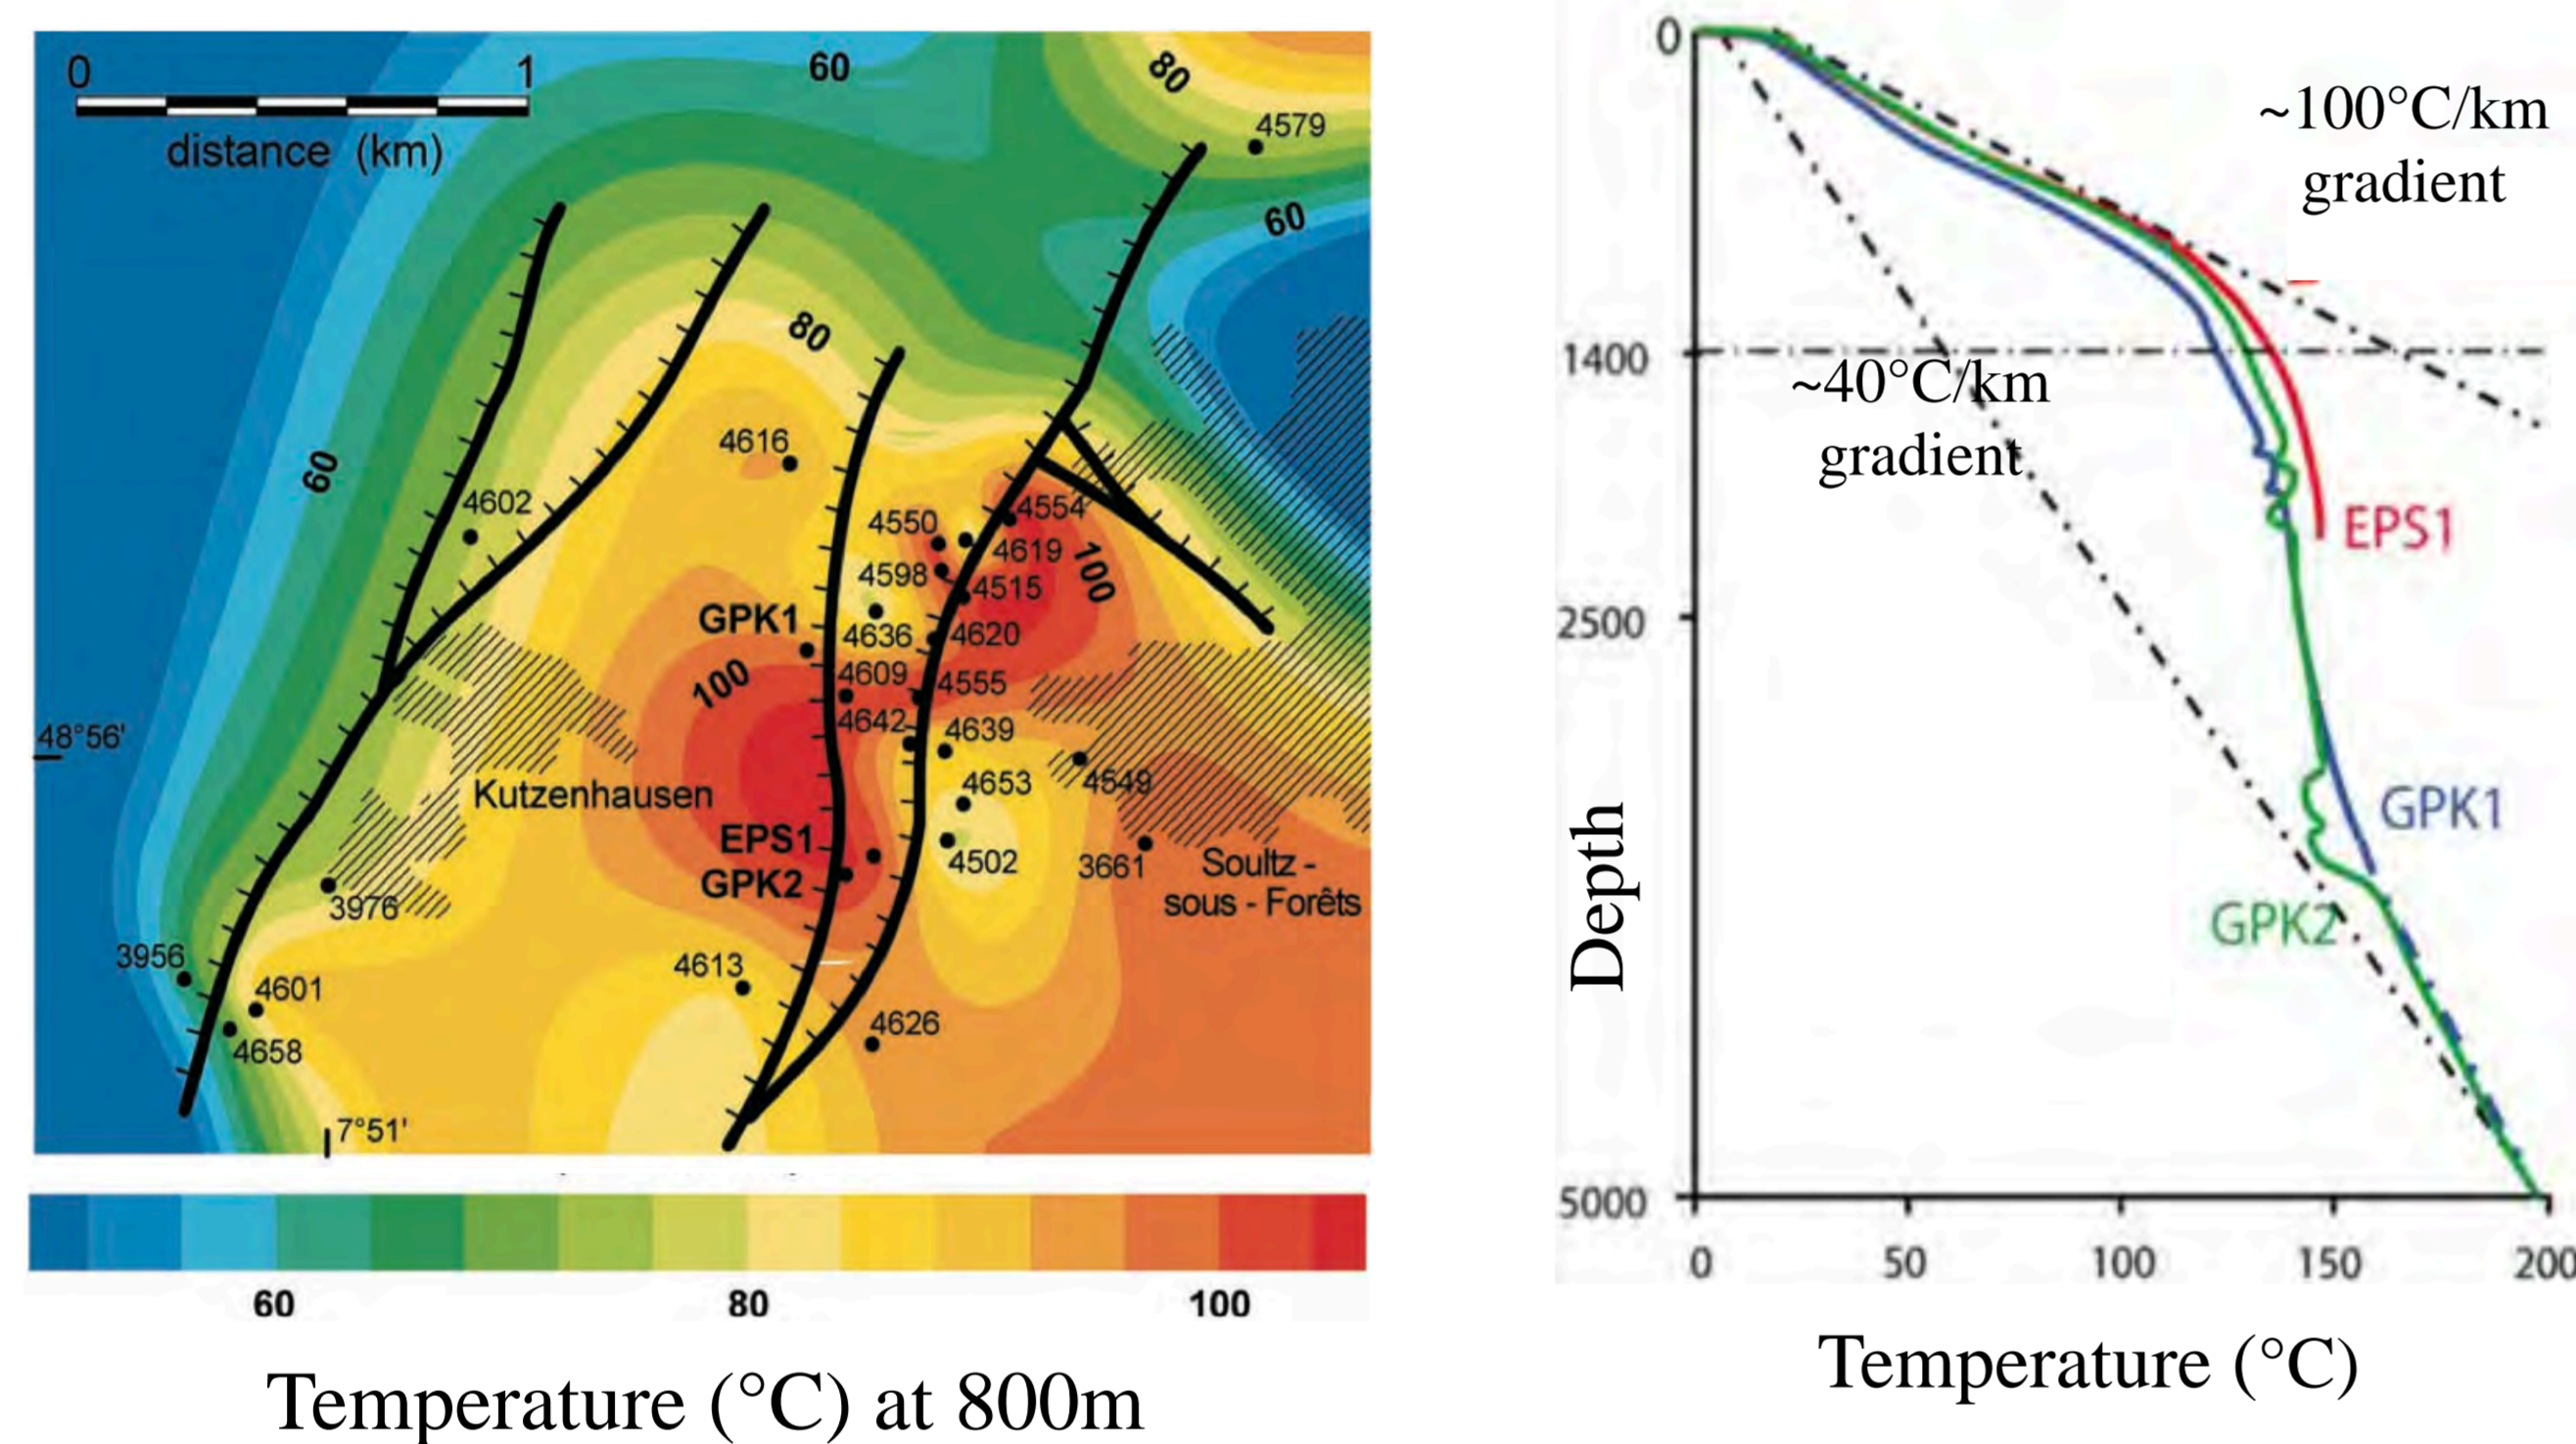 0 1
distance (km)
60
80
4579
60
80
60
4616
4602
4550
4554
4619
100
4598
4515
GPK1
4636
4620
100
4609
4555
4642
4639
48°56'
Kutzenhausen
4653
4549
EPS1
4502
3661
Soultz -
sous - Forêts
GPK2
3976
3956
4613
4601
4626
4658
7°51'
60 80 100
Temperature (°C) at 800m
0
~100°C/km
gradient
1400
~40°C/km
gradient
EPS1
2500
GPK1
Depth
GPK2
5000
0 50 100 150 200
Temperature (°C)